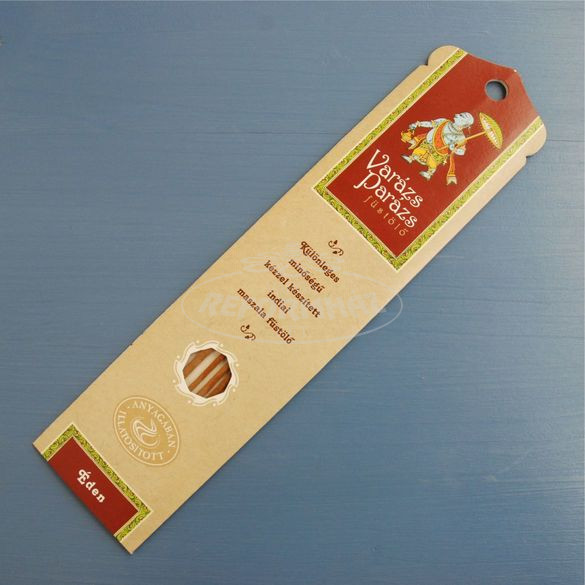 Varázs
Parázs
füstölő
Különleges
minőségű
kézzel készített
indiai
maszala füstölő
ANYAGÁBAN
ILLATOSÍTOTT
Éden